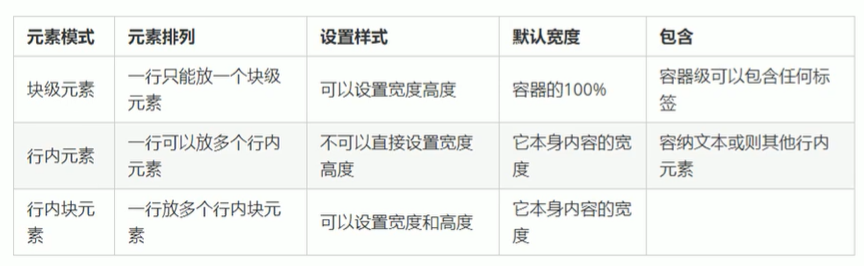 元素模式 元素排列 设置样式 默认宽度 包含
块级元素 一行只能放一个块级元素 可以设置宽度高度 容器的100% 容器级可以包含任何标签
行内元素 一行可以放多个行内元素 不可以直接设置宽度高度 它本身内容的宽度 容纳文本或则其他行内元素
行内块元素 一行放多个行内块元素 可以设置宽度和高度 它本身内容的宽度